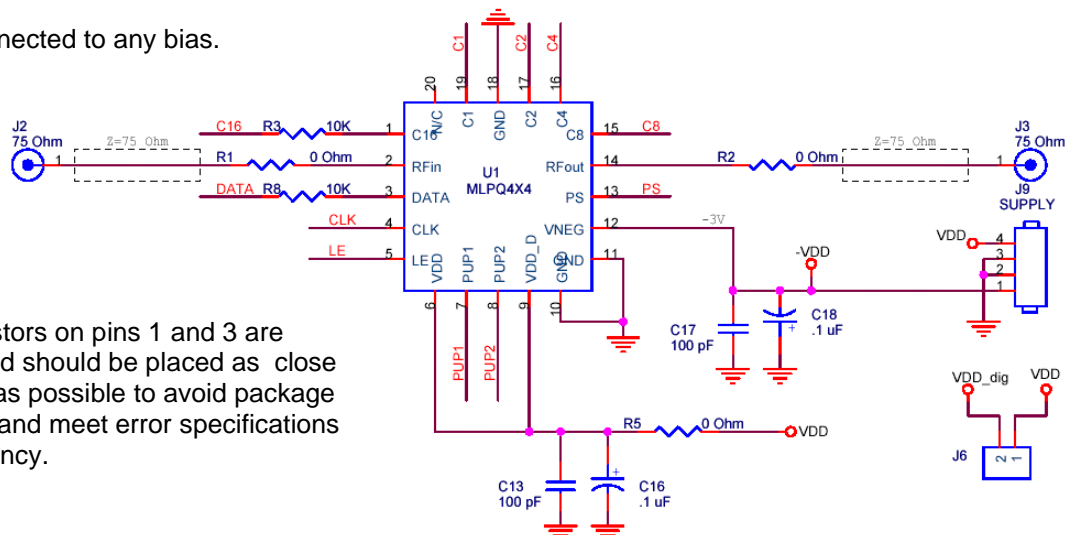 nnected to any bias.
C1
C2
C4
20
19
18
17
16
N/C
C1
GND
C2
C4
J2
75 Ohm
1
Z=75 Ohm
C16
R3
10K
1
C16
R1
0 Ohm
2
RFin
DATA
R8
10K
3
DATA
CLK
4
CLK
LE
5
LE
U1
MLPQ4X4
C8
15
C8
RFout
14
R2
0 Ohm
Z=75 Ohm
1
J3
75 Ohm
PS
13
PS
VNEG
12
-3V
GND
11
VDD
PUP1
PUP2
VDD_D
GND
6
7
8
9
10
PUP1
PUP2
J9
SUPPLY
VDD
4
3
2
1
-VDD
C17
100 pF
C18
.1 uF
+
stors on pins 1 and 3 are
d should be placed as close
as possible to avoid package
and meet error specifications
ncy.
R5
0 Ohm
VDD
C13
100 pF
+
C16
.1 uF
VDD_dig
VDD
J6
2
1